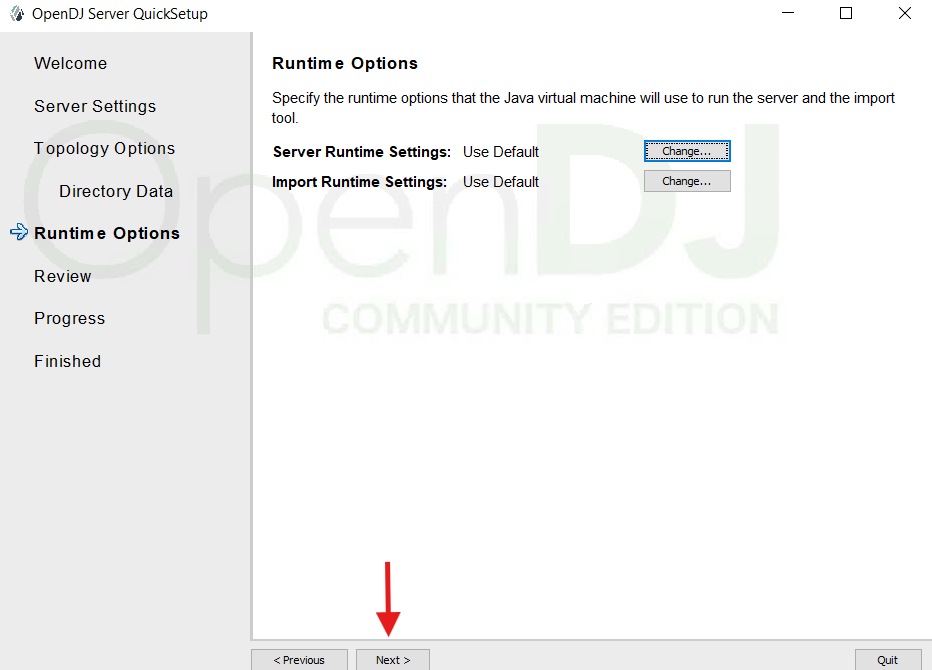 OpenDJ Server QuickSetup
Welcome
Server Settings
Topology Options
Directory Data
Runtime Options
Review
Progress
Finished
Runtime Options
Specify the runtime options that the Java virtual machine will use to run the server and the import
tool.
Server Runtime Settings: Use Default Change...
Import Runtime Settings: Use Default Change...
OpenDJ
COMMUNITY EDITION
< Previous Next > Quit